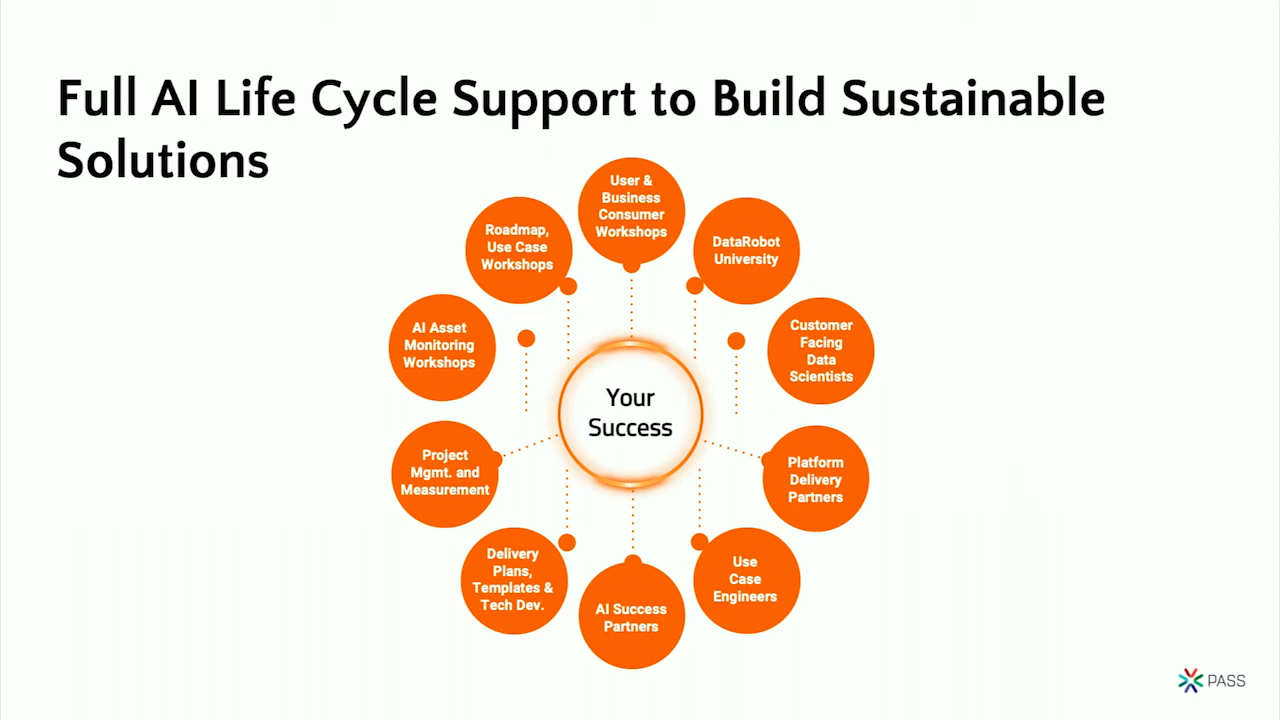 Full AI Life Cycle Support to Build Sustainable
Solutions
User &
Business
Consumer
Workshops
DataRobot
University
Customer
Facing
Data
Scientists
Platform
Delivery
Partners
Use
Case
Engineers
AI Success
Partners
Delivery
Plans,
Templates &
Tech Dev.
Project
Mgmt. and
Measurement
AI Asset
Monitoring
Workshops
Roadmap,
Use Case
Workshops
Your
Success
PASS